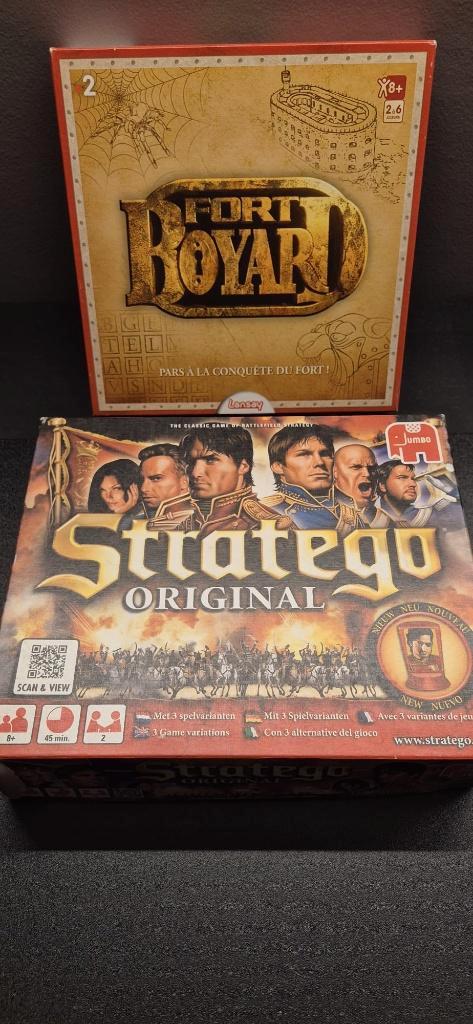 2
8+
2 à 6
JOUEURS
FORT
BOYARD
B G E
T E L
A H C
V S N D
PARS À LA CONQUÊTE DU FORT !
Lansay
THE CLASSIC GAME OF BATTLEFIELD STRATEGY
Jumbo
Stratego
ORIGINAL
SCAN & VIEW
NIEUW NEU NOUVEAU
NEW NUEVO
8+
45 min.
2
Met 3 spelvarianten
Mit 3 Spielvarianten
Avec 3 variantes de jeu
3 Game variations
Con 3 alternative del gioco
www.stratego.
Stratego
ORIGINAL